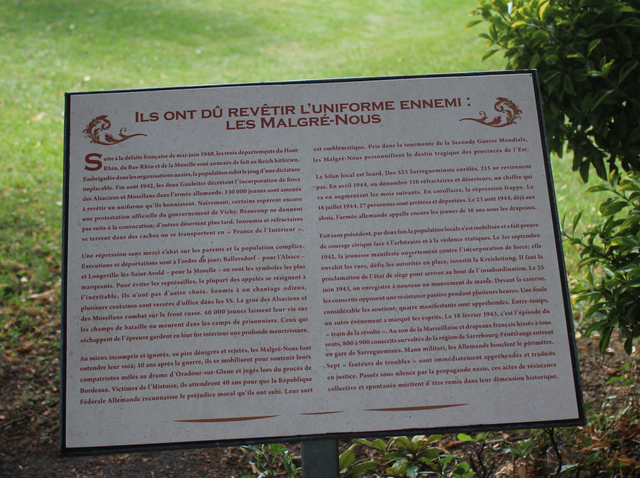 ILS ONT DÛ REVÊTIR L'UNIFORME ENNEMI :
LES MALGRÉ-NOUS
Suite à la défaite française de mai-juin 1940, les trois départements du Haut-
Rhin, du Bas-Rhin et de la Moselle sont annexés de fait au Reich hitlérien.
Embrigadée dans les organisations nazies, la population subit le joug d'une dictature
implacable. Fin août 1942, les deux Gauleiter décrètent l'incorporation de force
des Alsaciens et Mosellans dans l'armée allemande. 130 000 jeunes sont amenés
à revêtir un uniforme qu'ils honnissent. Naïvement, certains espèrent encore
une protestation officielle du gouvernement de Vichy. Beaucoup ne donnent
pas suite à la convocation; d'autres désertent plus tard. Insoumis et réfractaires
se terrent dans des caches ou se transportent en « France de l'Intérieur ».
Une répression sans merci s'abat sur les parents et la population complice.
Exécutions et déportations sont à l'ordre du jour: Ballersdorf – pour l'Alsace –
et Longeville-lès-Saint-Avold – pour la Moselle – en sont les symboles les plus
marquants. Pour éviter les représailles, la plupart des appelés se résignent à
l'inévitable. Ils n'ont pas d'autre choix. Soumis à un chantage odieux,
plusieurs centaines sont versées d'office dans les SS. Le gros des Alsaciens et
des Mosellans combat sur le front russe. 40 000 jeunes laissent leur vie sur
les champs de bataille ou meurent dans les camps de prisonniers. Ceux qui
réchappent de l'épreuve gardent en leur for intérieur une profonde meurtrissure.
Au mieux incompris et ignorés, au pire dénigrés et rejetés, les Malgré-Nous font
entendre leur voix; 10 ans après la guerre, ils se mobilisent pour soutenir leurs
compatriotes mêlés au drame d'Oradour-sur-Glane et jugés lors du procès de
Bordeaux. Victimes de l'Histoire, ils attendront 40 ans pour que la République
Fédérale Allemande reconnaisse le préjudice moral qu'ils ont subi. Leur sort
est emblématique. Pris dans la tourmente de la Seconde Guerre Mondiale,
les Malgré-Nous personnifient le destin tragique des provinces de l'Est.
Le bilan local est lourd. Des 525 Sarregueminois enrôlés, 215 ne reviennent
pas. En avril 1944, on dénombre 136 réfractaires et déserteurs, un chiffre qui
va en augmentant les mois suivants. En corollaire, la répression frappe. Le
18 juillet 1944, 27 personnes sont arrêtées et déportées. Le 23 août 1944, déjà aux
abois, l'armée allemande appelle encore les jeunes de 16 ans sous les drapeaux.
Fait sans précédent, par deux fois la population locale s'est mobilisée et a fait preuve
de courage civique face à l'arbitraire et à la violence étatiques. Le 1er septembre
1942, la jeunesse manifeste ouvertement contre l'incorporation de force; elle
envahit les rues, défie les autorités en place, investit la Kreisleitung. Il faut la
proclamation de l'état de siège pour arriver au bout de l'insubordination. Le 25
juin 1943, on enregistre à nouveau un mouvement de masse. Devant la caserne,
les conscrits opposent une résistance passive pendant plusieurs heures. Une foule
considérable les soutient; quatre manifestants sont appréhendés. Entre-temps,
un autre événement a marqué les esprits. Le 18 février 1943, c'est l'épisode du
« train de la révolte ». Au son de la Marseillaise et drapeaux français hissés à tous
vents, 800 à 900 conscrits survoltés de la région de Sarrebourg-Fénétrange entrent
en gare de Sarreguemines. Manu militari, les Allemands bouclent le périmètre.
Sept « fauteurs de troubles » sont immédiatement appréhendés et traduits
en justice. Passés sous silence par la propagande nazie, ces actes de résistance
collective et spontanés méritent d'être remis dans leur dimension historique.